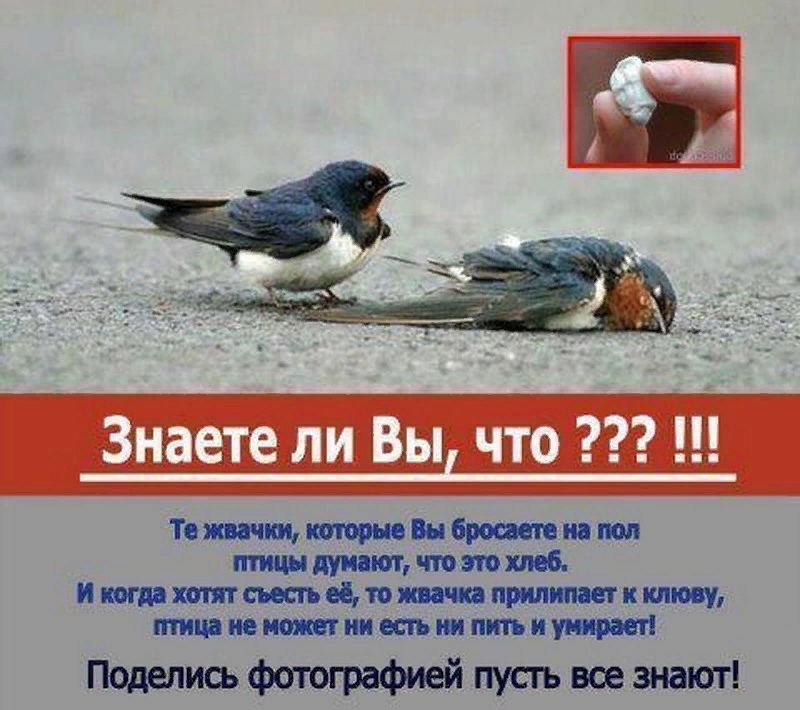 Знаете ли Вы, что ??? !!!
Те жвачки, которые Вы бросаете на пол
птицы думают, что это хлеб.
И когда хотят съесть её, то жвачка прилипает к клюву,
птица не может ни есть ни пить и умирает!
Поделись фотографией пусть все знают!